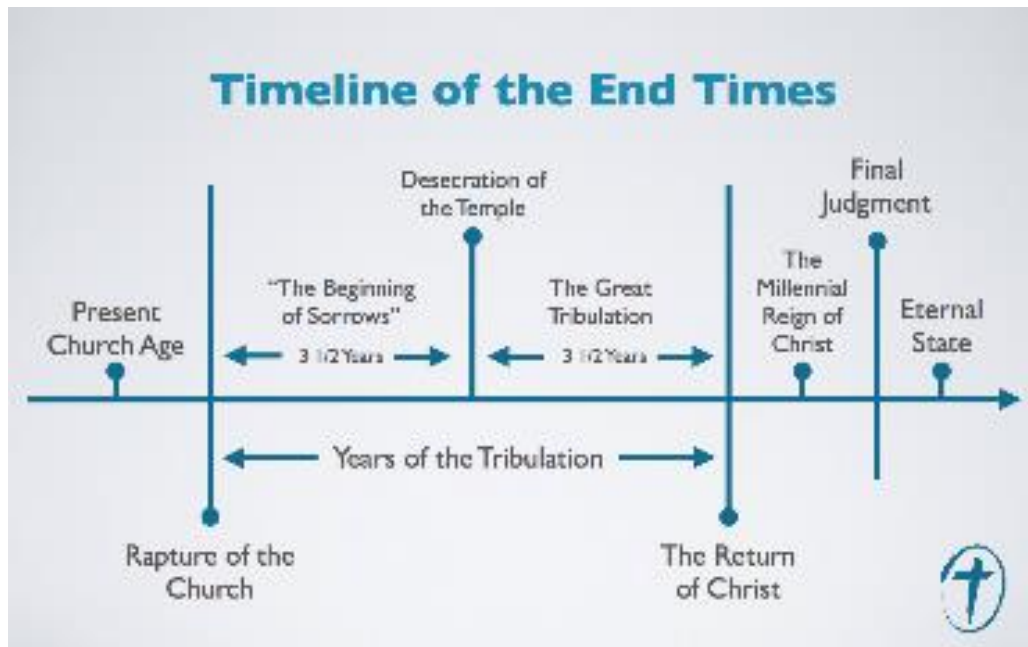 Timeline of the End Times
Present
Church Age
"The Beginning
of Sorrows"
3 1/2 Years
Desecration of
the Temple
The Great
Tribulation
3 1/2 Years
The
Millennial
Reign of
Christ
Final
Judgment
Eternal
State
Years of the Tribulation
Rapture of the
Church
The Return
of Christ